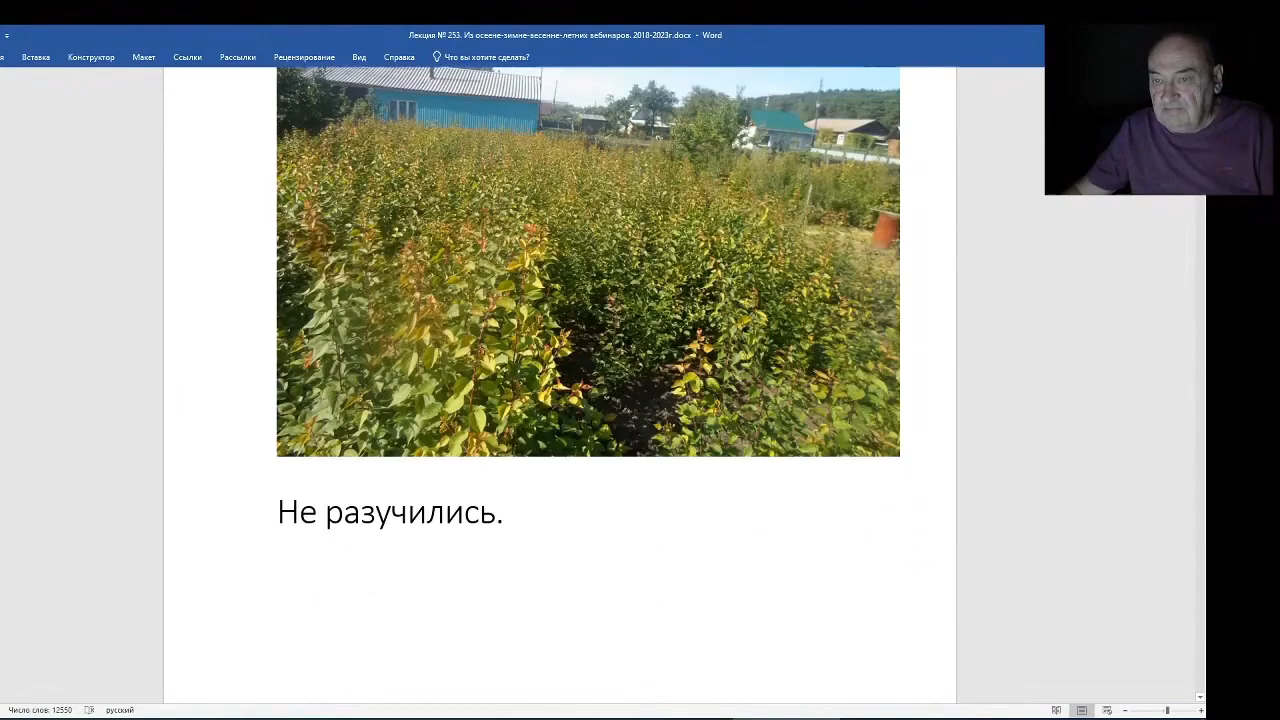 Лекция № 253. Из осеене-зимне-весенне-летних вебинаров. 2018-2023г.docx - Word
я Вставка Конструктор Макет Ссылки Рассылки Рецензирование Вид Справка Что вы хотите сделать?
Не разучились.
Число слов: 12550 русский